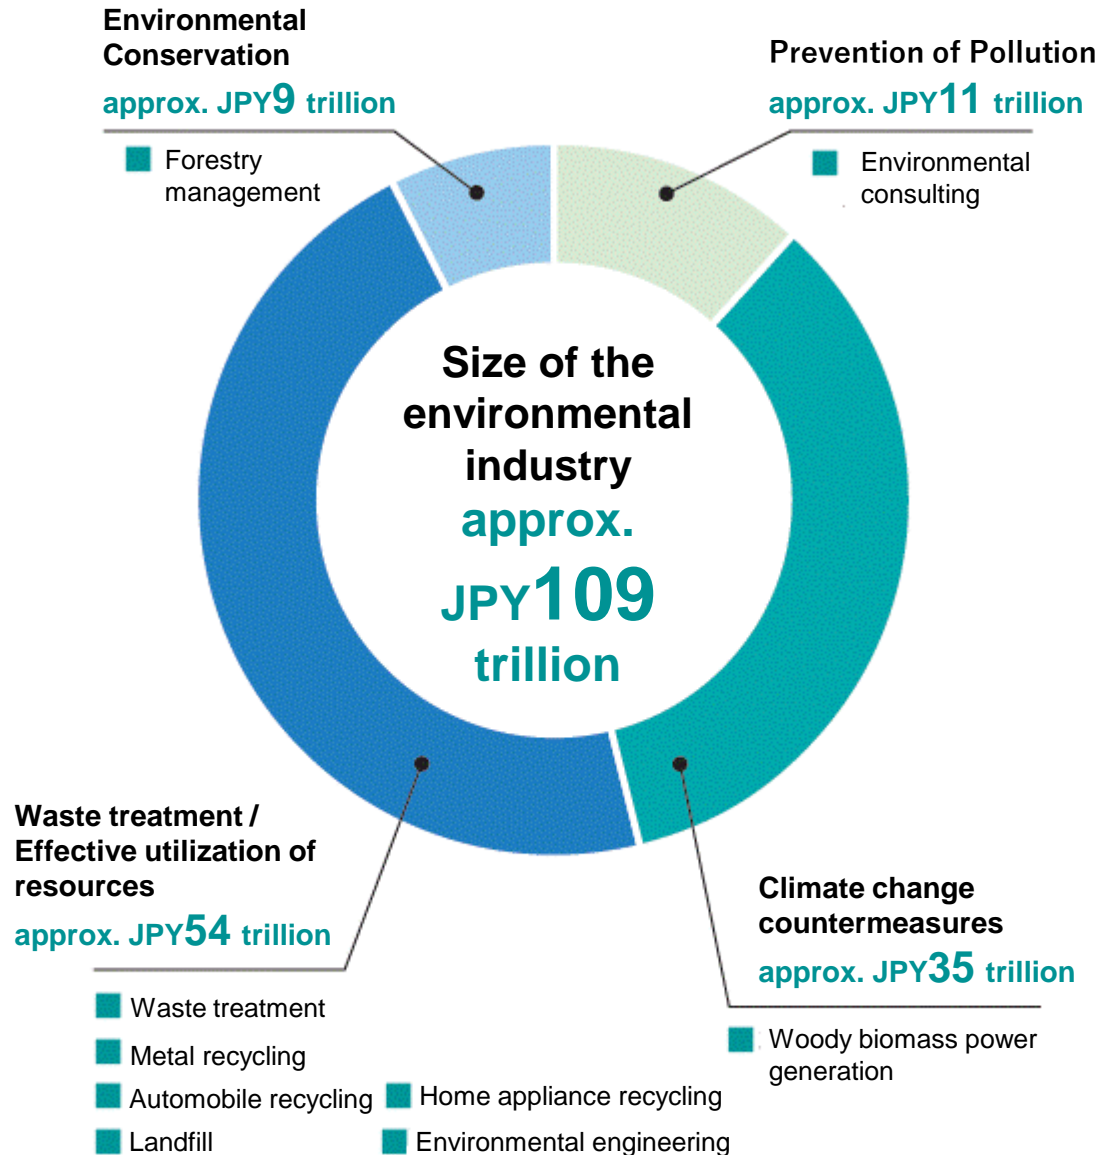 Environmental
Conservation
approx. JPY9 trillion
Forestry
management
Prevention of Pollution
approx. JPY11 trillion
Environmental
consulting
Size of the
environmental
industry
approx.
JPY109
trillion
Waste treatment /
Effective utilization of
resources
approx. JPY54 trillion
Waste treatment
Metal recycling
Automobile recycling
Home appliance recycling
Landfill
Environmental engineering
Climate change
countermeasures
approx. JPY35 trillion
Woody biomass power
generation